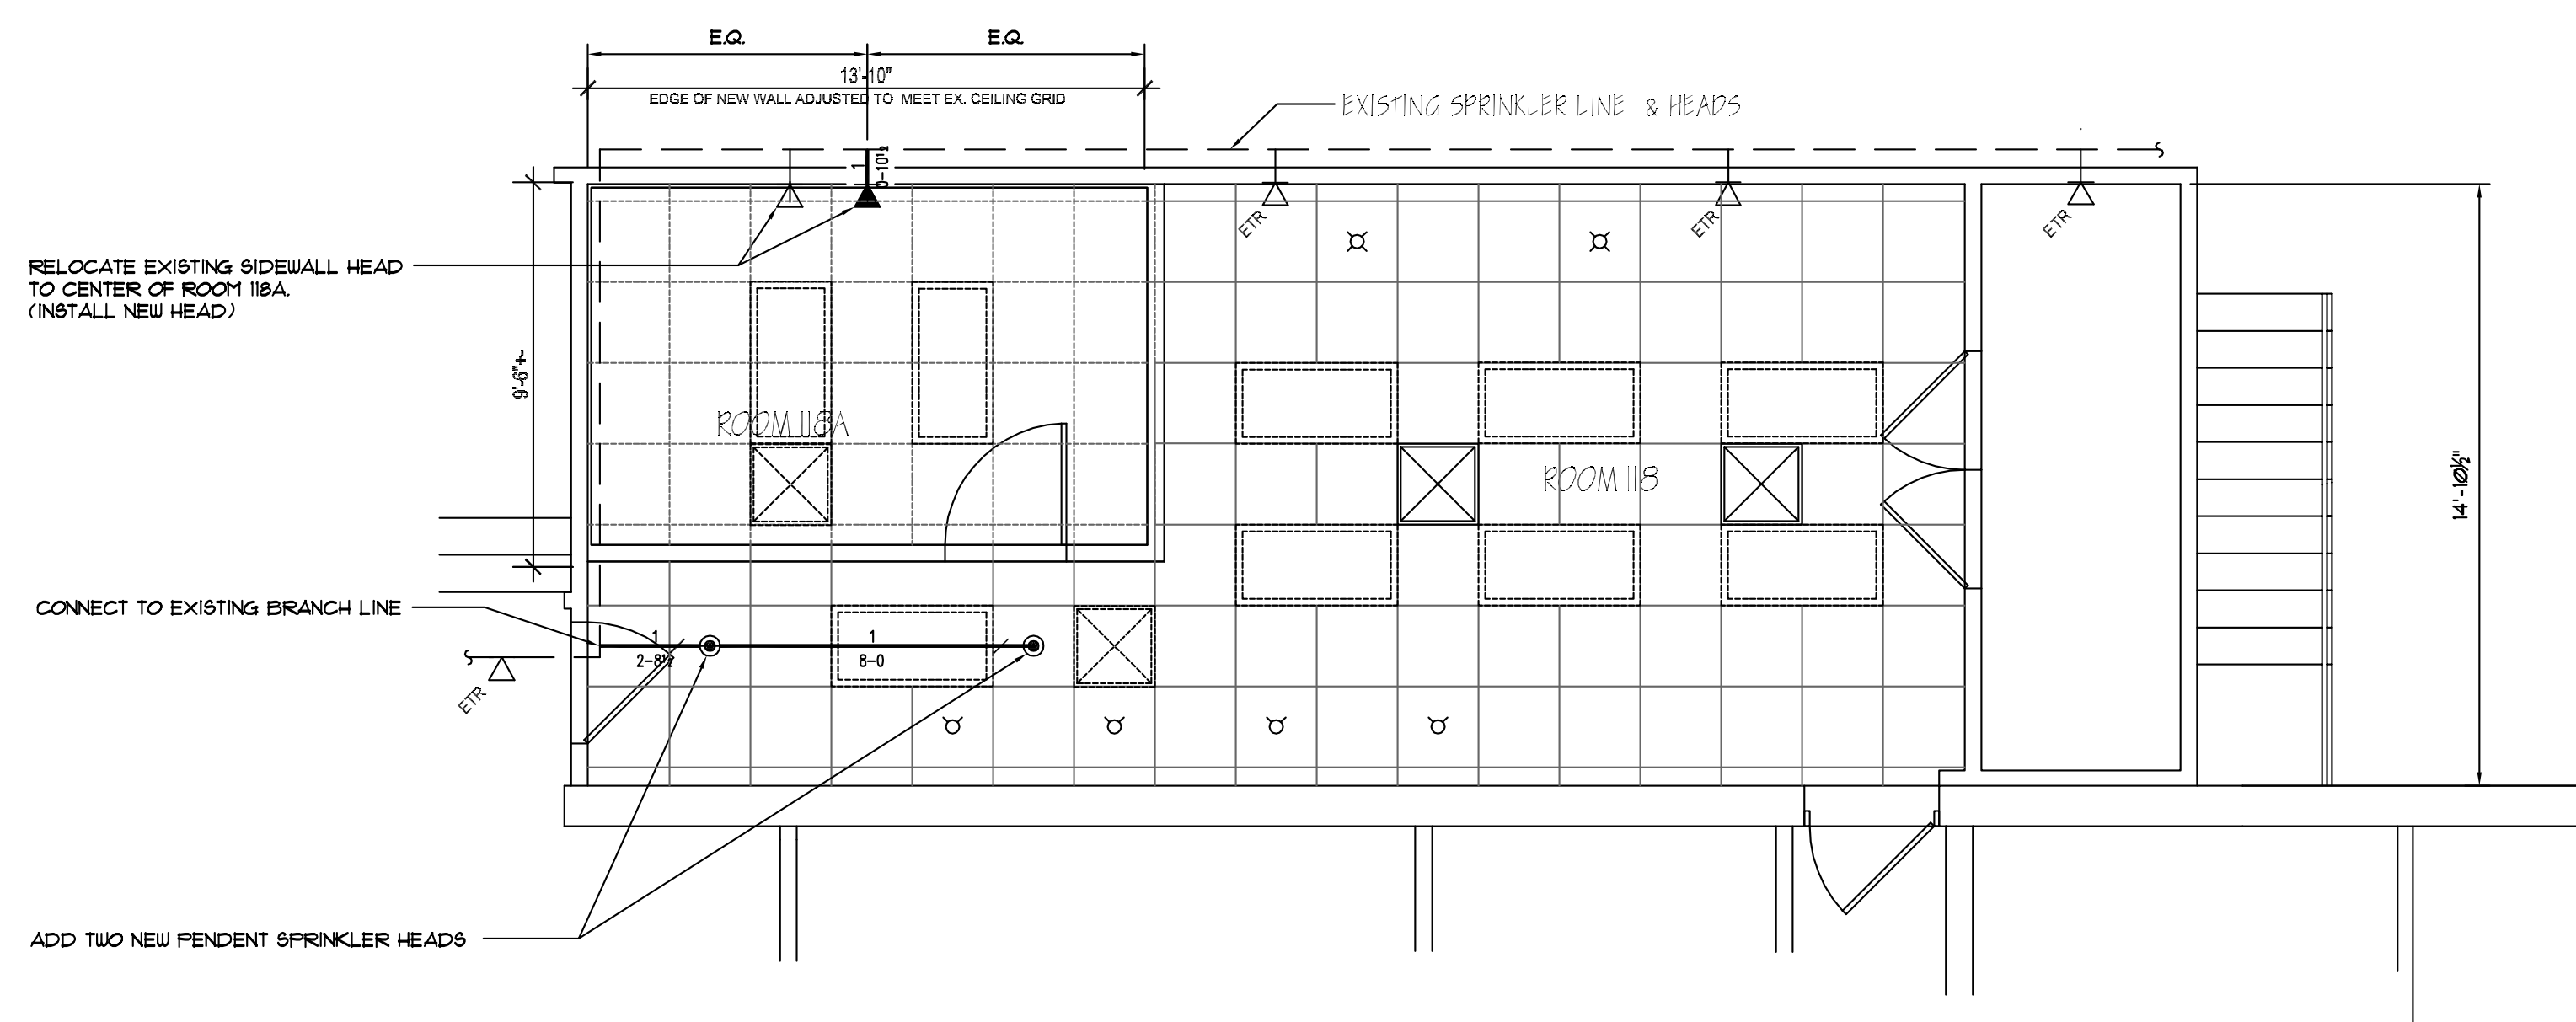 E.Q. E.Q.
13'-10"
EDGE OF NEW WALL ADJUSTED TO MEET EX. CEILING GRID
EXISTING SPRINKLER LINE & HEADS
1
0-10½
ETR
ETR
ETR
RELOCATE EXISTING SIDEWALL HEAD
TO CENTER OF ROOM 118A.
(INSTALL NEW HEAD)
9'-6"+-
ROOM 118A
ROOM 118
14'-10½"
CONNECT TO EXISTING BRANCH LINE
1
2-8½
1
8-0
ETR
ADD TWO NEW PENDENT SPRINKLER HEADS